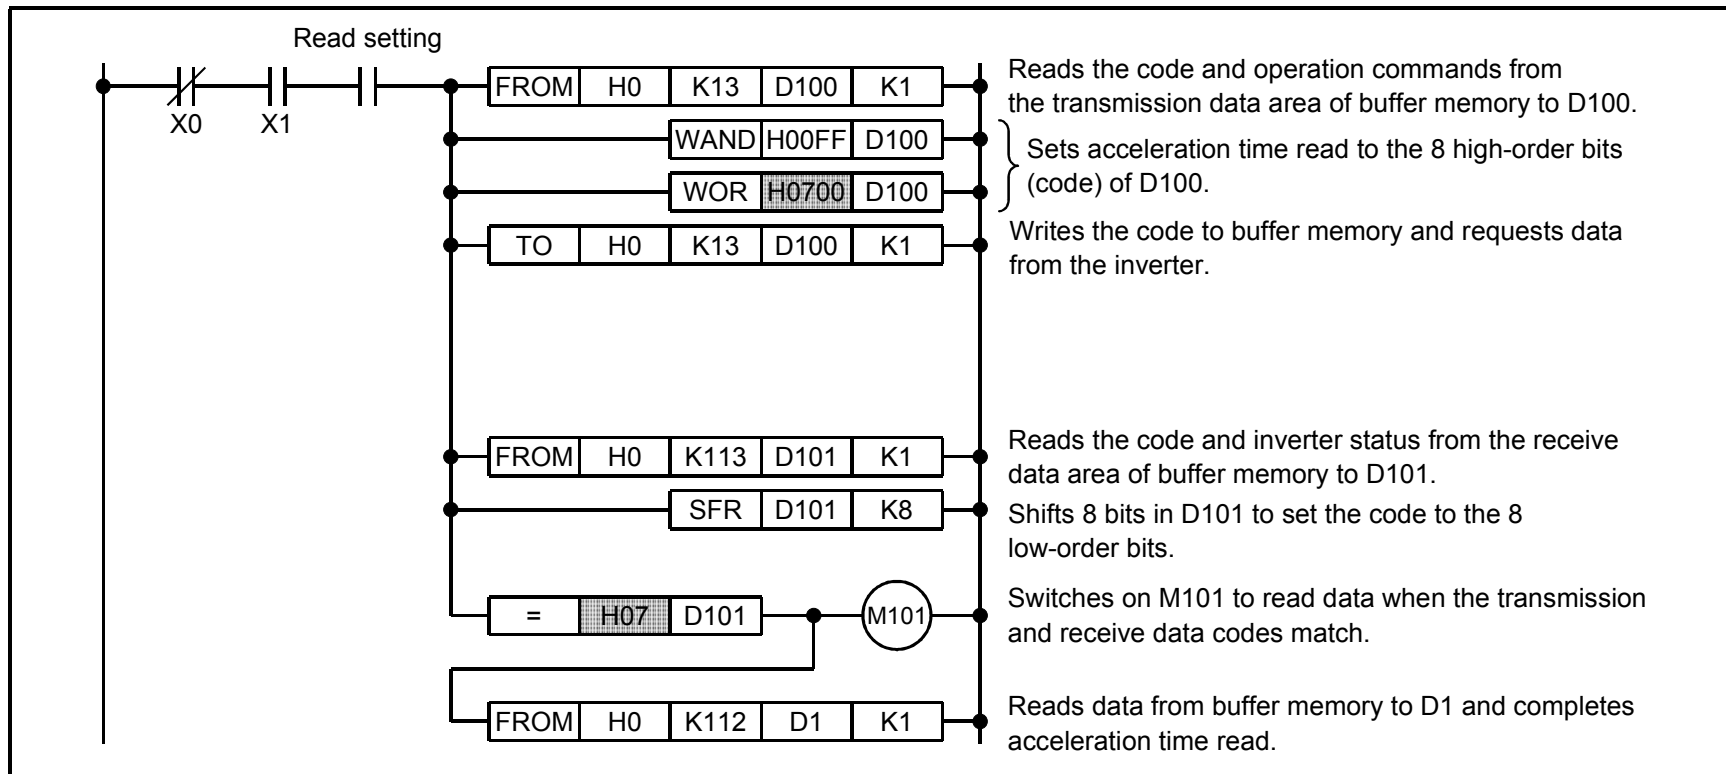 Read setting
X0 X1
FROM H0 K13 D100 K1
Reads the code and operation commands from
the transmission data area of buffer memory to D100.
WAND H00FF D100
WOR H0700 D100
Sets acceleration time read to the 8 high-order bits
(code) of D100.
TO H0 K13 D100 K1
Writes the code to buffer memory and requests data
from the inverter.
FROM H0 K113 D101 K1
Reads the code and inverter status from the receive
data area of buffer memory to D101.
SFR D101 K8
Shifts 8 bits in D101 to set the code to the 8
low-order bits.
= H07 D101 M101
Switches on M101 to read data when the transmission
and receive data codes match.
FROM H0 K112 D1 K1
Reads data from buffer memory to D1 and completes
acceleration time read.